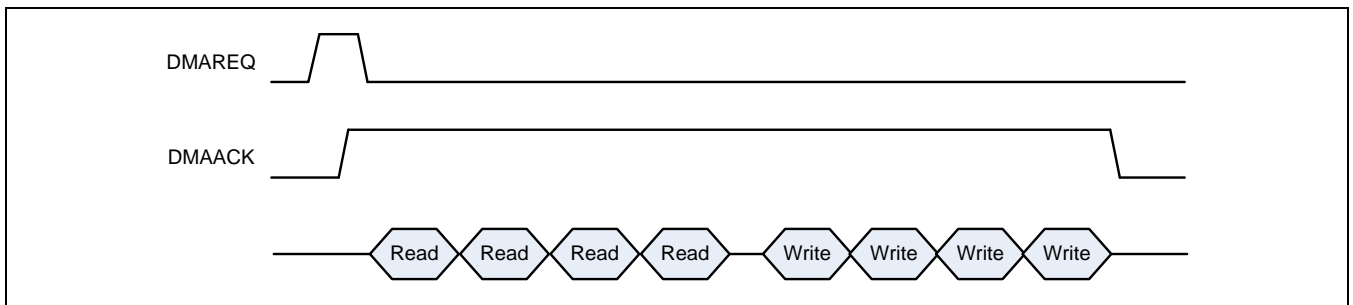 DMAREQ
DMAACK
Read Read Read Read Write Write Write Write